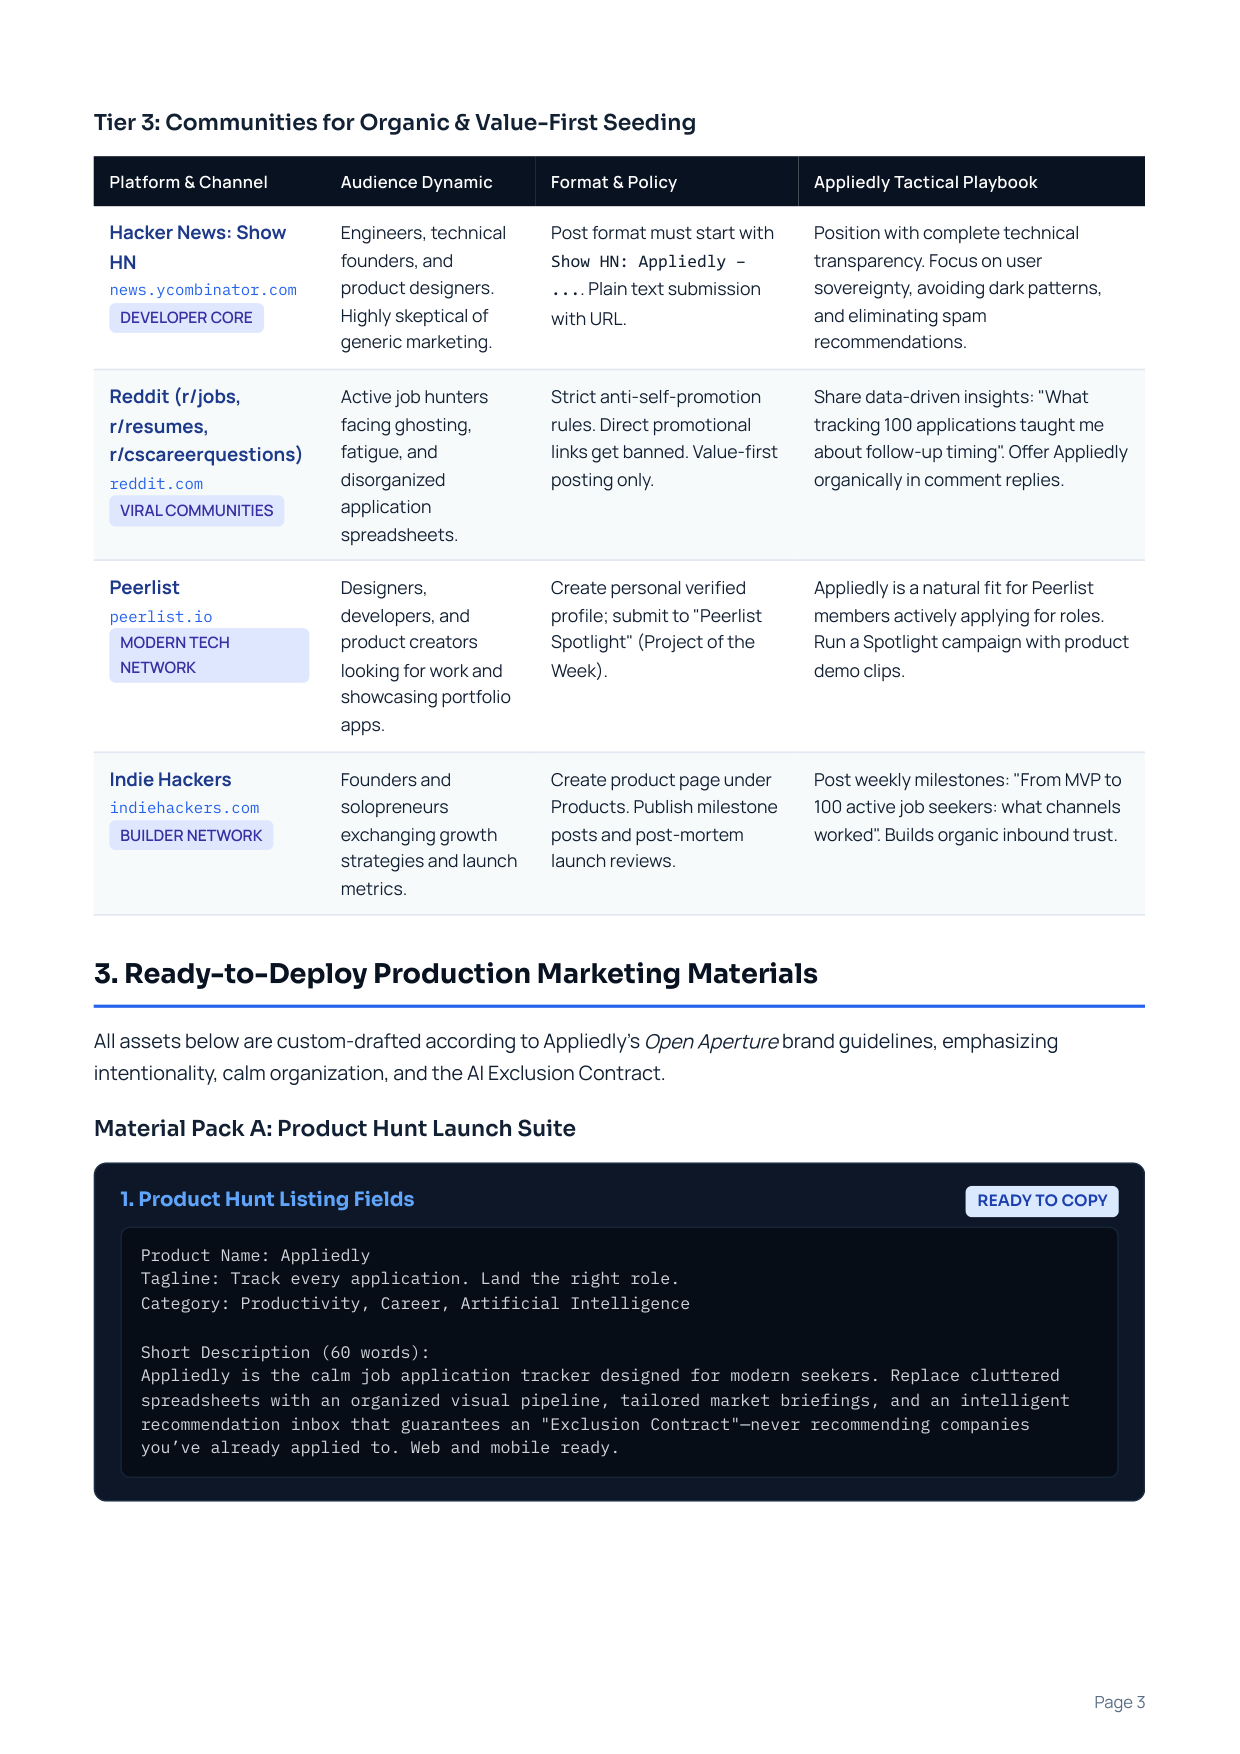 Tier 3: Communities for Organic & Value-First Seeding
Platform & Channel
Audience Dynamic
Format & Policy
Appliedly Tactical Playbook
Hacker News: Show
HN
news.ycombinator.com
DEVELOPER CORE
Engineers, technical
founders, and
product designers.
Highly skeptical of
generic marketing.
Post format must start with
Show HN: Appliedly –
.... Plain text submission
with URL.
Position with complete technical
transparency. Focus on user
sovereignty, avoiding dark patterns,
and eliminating spam
recommendations.
Reddit (r/jobs,
r/resumes,
r/cscareerquestions)
reddit.com
VIRAL COMMUNITIES
Active job hunters
facing ghosting,
fatigue, and
disorganized
application
spreadsheets.
Strict anti-self-promotion
rules. Direct promotional
links get banned. Value-first
posting only.
Share data-driven insights: "What
tracking 100 applications taught me
about follow-up timing". Offer Appliedly
organically in comment replies.
Peerlist
peerlist.io
MODERN TECH
NETWORK
Designers,
developers, and
product creators
looking for work and
showcasing portfolio
apps.
Create personal verified
profile; submit to "Peerlist
Spotlight" (Project of the
Week).
Appliedly is a natural fit for Peerlist
members actively applying for roles.
Run a Spotlight campaign with product
demo clips.
Indie Hackers
indiehackers.com
BUILDER NETWORK
Founders and
solopreneurs
exchanging growth
strategies and launch
metrics.
Create product page under
Products. Publish milestone
posts and post-mortem
launch reviews.
Post weekly milestones: "From MVP to
100 active job seekers: what channels
worked". Builds organic inbound trust.
3. Ready-to-Deploy Production Marketing Materials
All assets below are custom-drafted according to Appliedly's Open Aperture brand guidelines, emphasizing
intentionality, calm organization, and the AI Exclusion Contract.
Material Pack A: Product Hunt Launch Suite
1. Product Hunt Listing Fields
READY TO COPY
Product Name: Appliedly
Tagline: Track every application. Land the right role.
Category: Productivity, Career, Artificial Intelligence
Short Description (60 words):
Appliedly is the calm job application tracker designed for modern seekers. Replace cluttered
spreadsheets with an organized visual pipeline, tailored market briefings, and an intelligent
recommendation inbox that guarantees an "Exclusion Contract"—never recommending companies
you’ve already applied to. Web and mobile ready.
Page 3